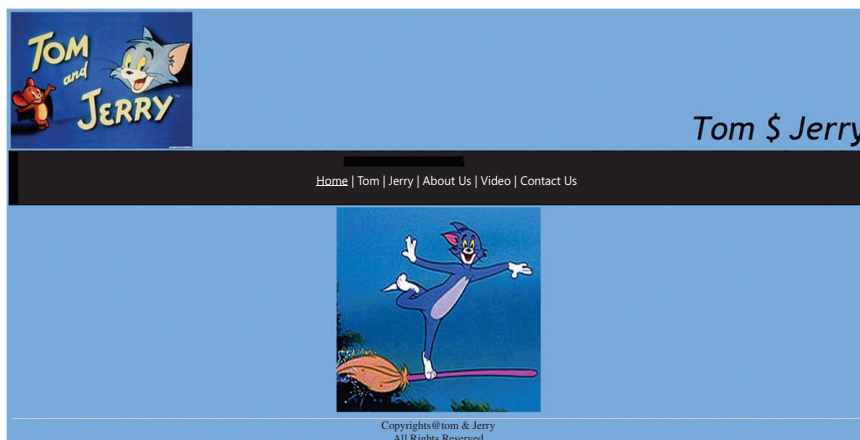 TOM
and
JERRY
Tom $ Jerry
Home | Tom | Jerry | About Us | Video | Contact Us
Copyrights@tom & Jerry
All Rights Reserved